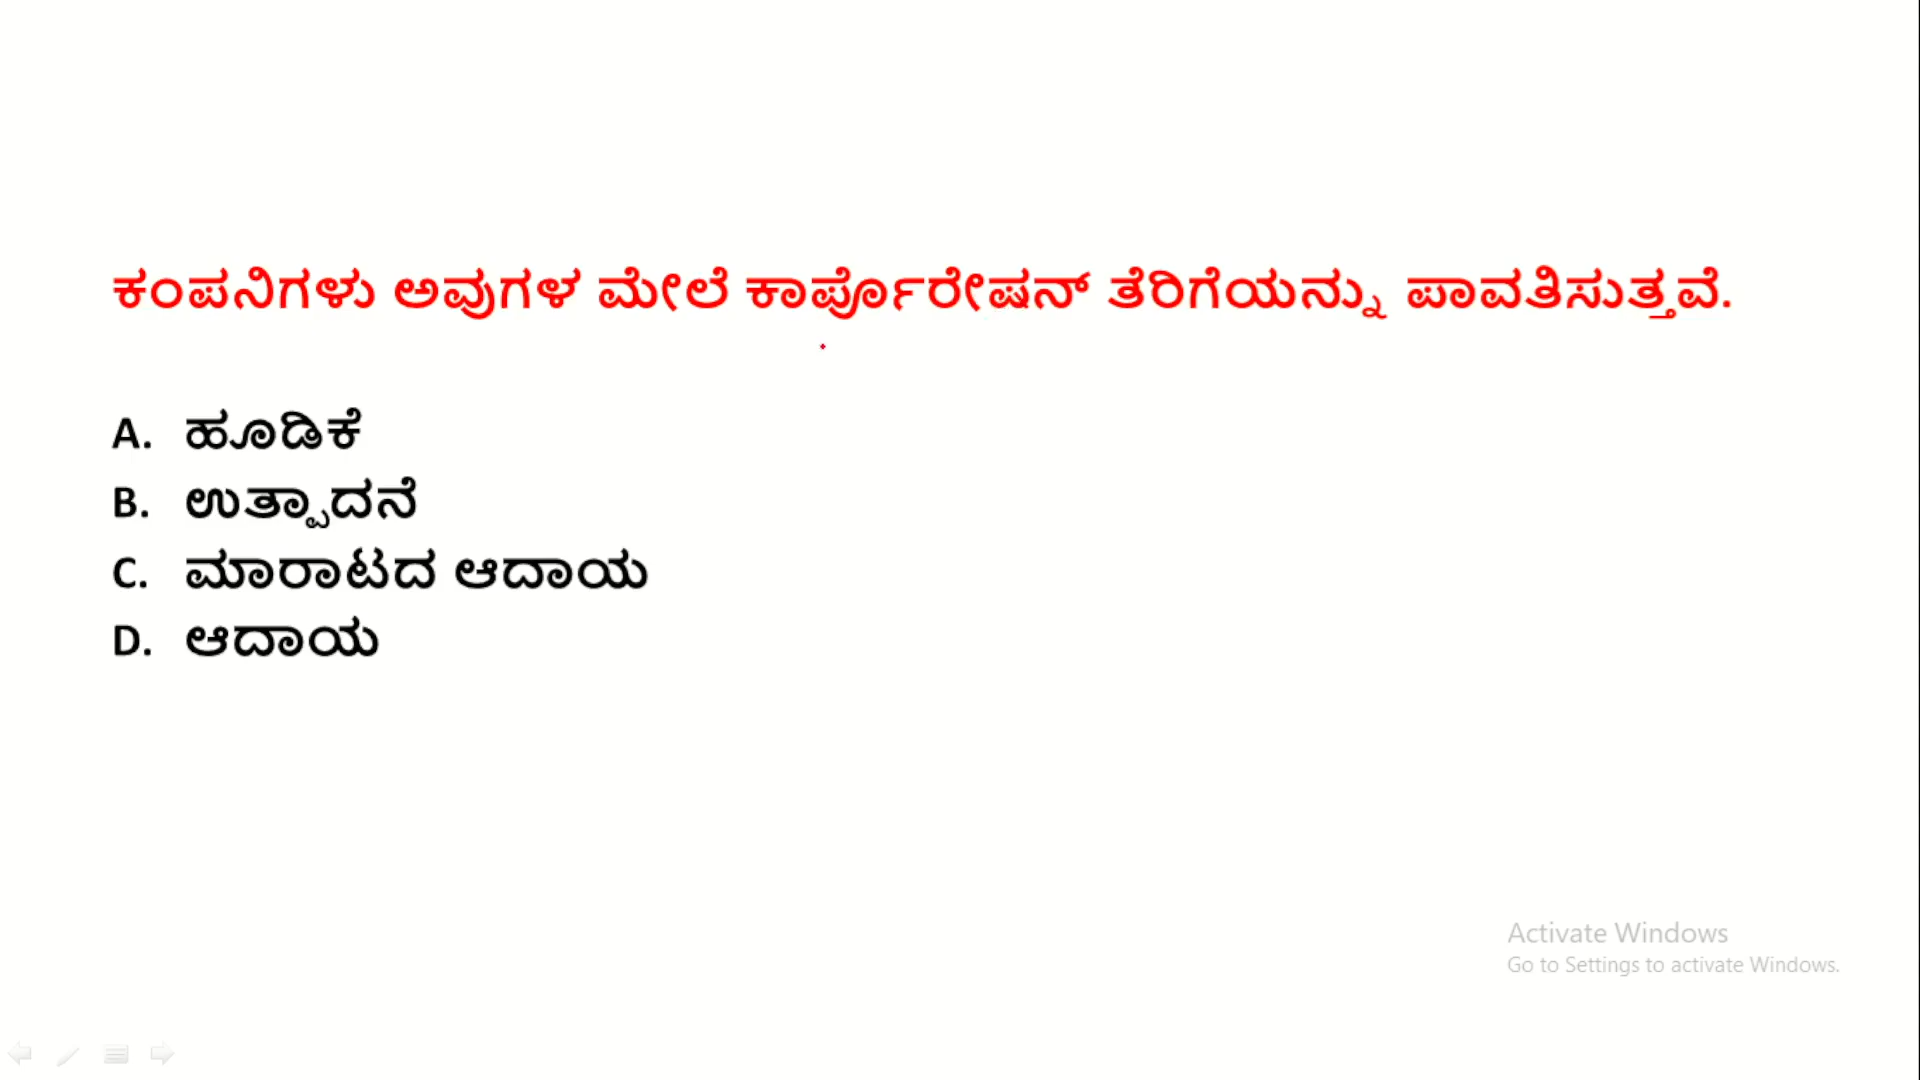 ಕಂಪನಿಗಳು ಅವುಗಳ ಮೇಲೆ ಕಾರ್ಪೊರೇಷನ್ ತೆರಿಗೆಯನ್ನು ಪಾವತಿಸುತ್ತವೆ.
A. ಹೂಡಿಕೆ
B. ಉತ್ಪಾದನೆ
C. ಮಾರಾಟದ ಆದಾಯ
D. ಆದಾಯ
Activate Windows
Go to Settings to activate Windows.